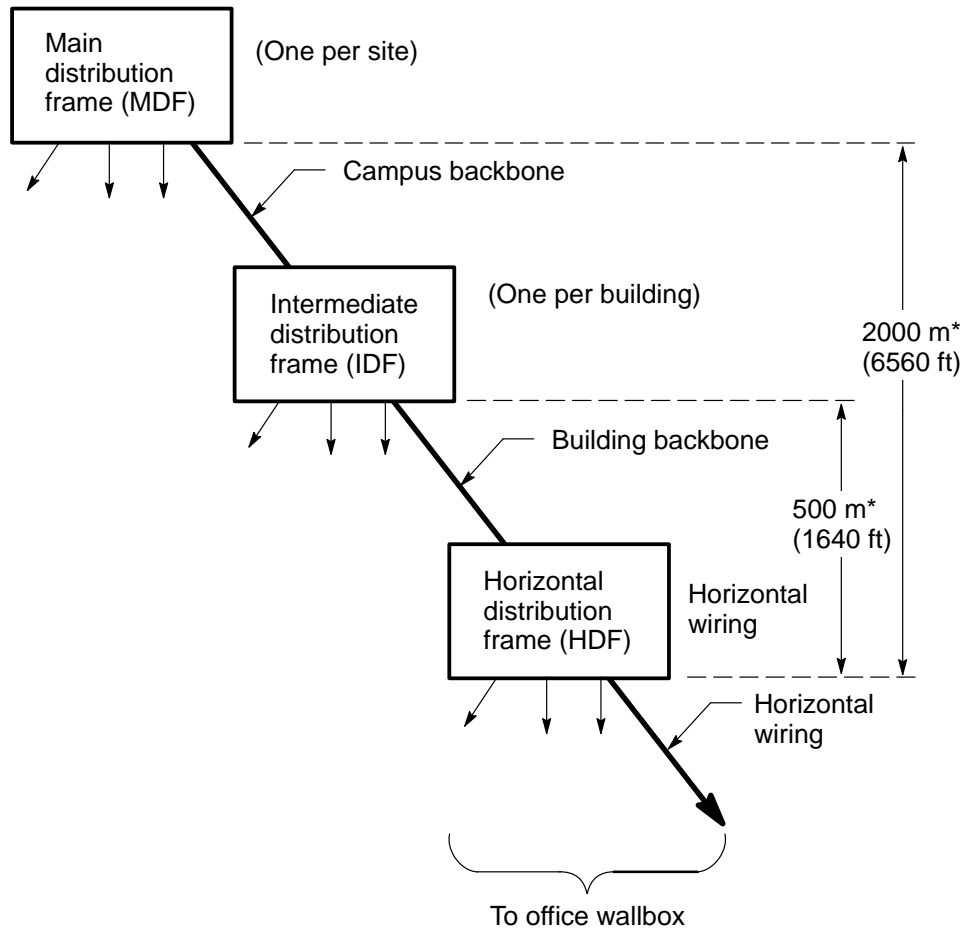 Main
distribution
frame (MDF)
(One per site)
Campus backbone
Intermediate
distribution
frame (IDF)
(One per building)
2000 m*
(6560 ft)
Building backbone
500 m*
(1640 ft)
Horizontal
distribution
frame (HDF)
Horizontal
wiring
Horizontal
wiring
To office wallbox